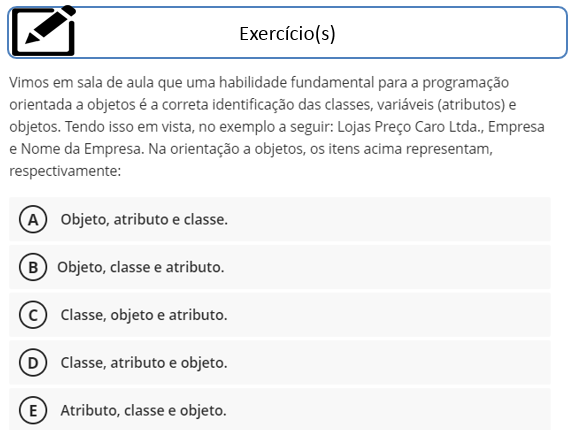 Exercício(s)
Vimos em sala de aula que uma habilidade fundamental para a programação
orientada a objetos é a correta identificação das classes, variáveis (atributos) e
objetos. Tendo isso em vista, no exemplo a seguir: Lojas Preço Caro Ltda., Empresa
e Nome da Empresa. Na orientação a objetos, os itens acima representam,
respectivamente:
A Objeto, atributo e classe.
B Objeto, classe e atributo.
C Classe, objeto e atributo.
D Classe, atributo e objeto.
E Atributo, classe e objeto.